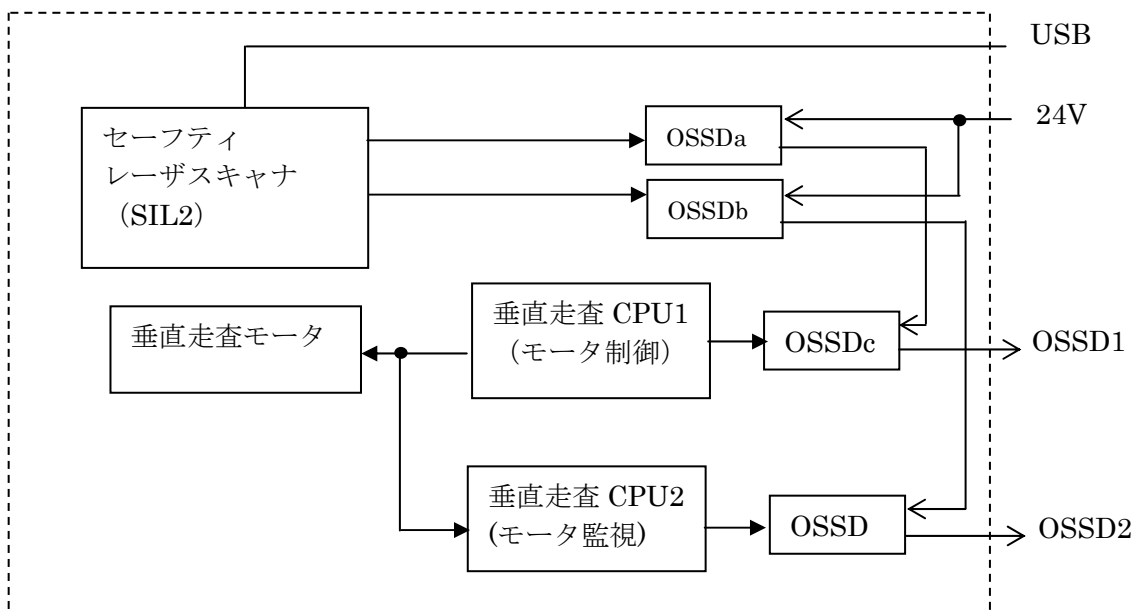 USB
24V
セーフティ
レーザスキャナ
（SIL2）
OSSDa
OSSDb
垂直走査モータ
垂直走査 CPU1
（モータ制御）
OSSDc
OSSD1
垂直走査 CPU2
(モータ監視)
OSSD
OSSD2